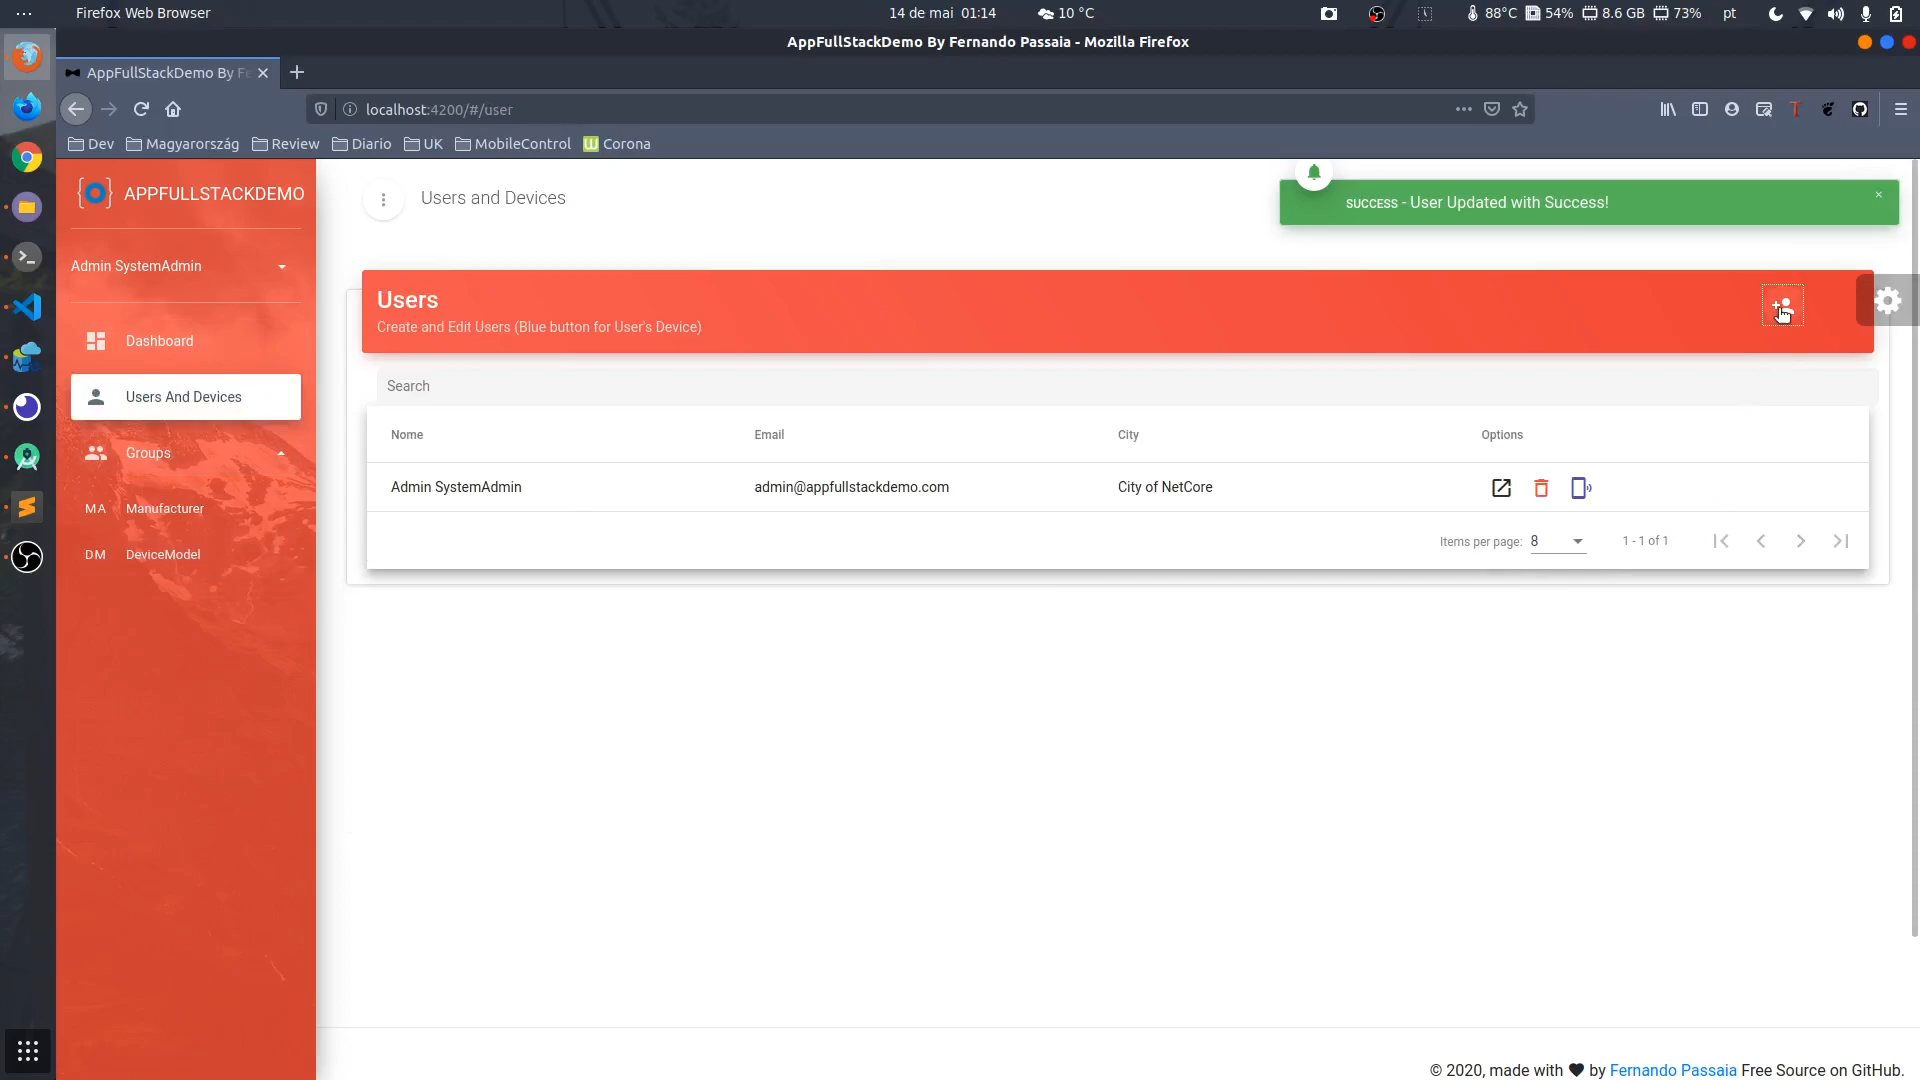 Firefox Web Browser
14 de mai 01:14
10 °C
88°C 54% 8.6 GB 73% pt
AppFullStackDemo By Fernando Passaia - Mozilla Firefox
AppFullStackDemo By Fe
localhost:4200/#/user
Dev Magyarország Review Diario UK MobileControl Corona
APPFULLSTACKDEMO
Admin SystemAdmin
Dashboard
Users And Devices
Groups
MA Manufacturer
DM DeviceModel
Users and Devices
SUCCESS - User Updated with Success!
Users
Create and Edit Users (Blue button for User's Device)
Search
Nome Email City Options
Admin SystemAdmin admin@appfullstackdemo.com City of NetCore
Items per page: 8 1 - 1 of 1
© 2020, made with by Fernando Passaia Free Source on GitHub.